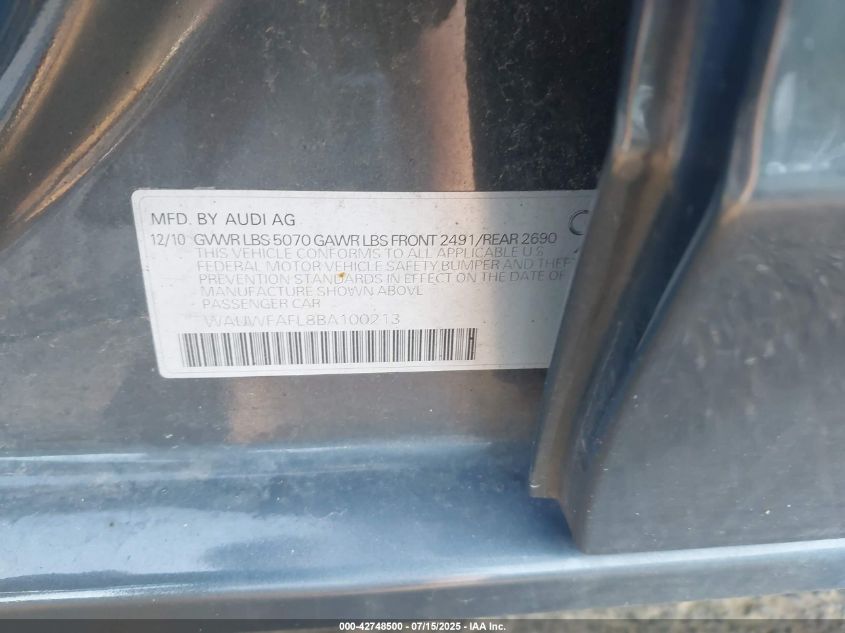 MFD. BY AUDI AG
12/10 GVWR LBS 5070 GAWR LBS FRONT 2491/REAR 2690
THIS VEHICLE CONFORMS TO ALL APPLICABLE U S
FEDERAL MOTOR VEHICLE SAFETY BUMPER AND THEFT
PREVENTION STANDARDS IN EFFECT ON THE DATE OF
MANUFACTURE SHOWN ABOVE
PASSENGER CAR
WAUWFAFL8BA100213
000-42748500 - 07/15/2025 - IAA Inc.